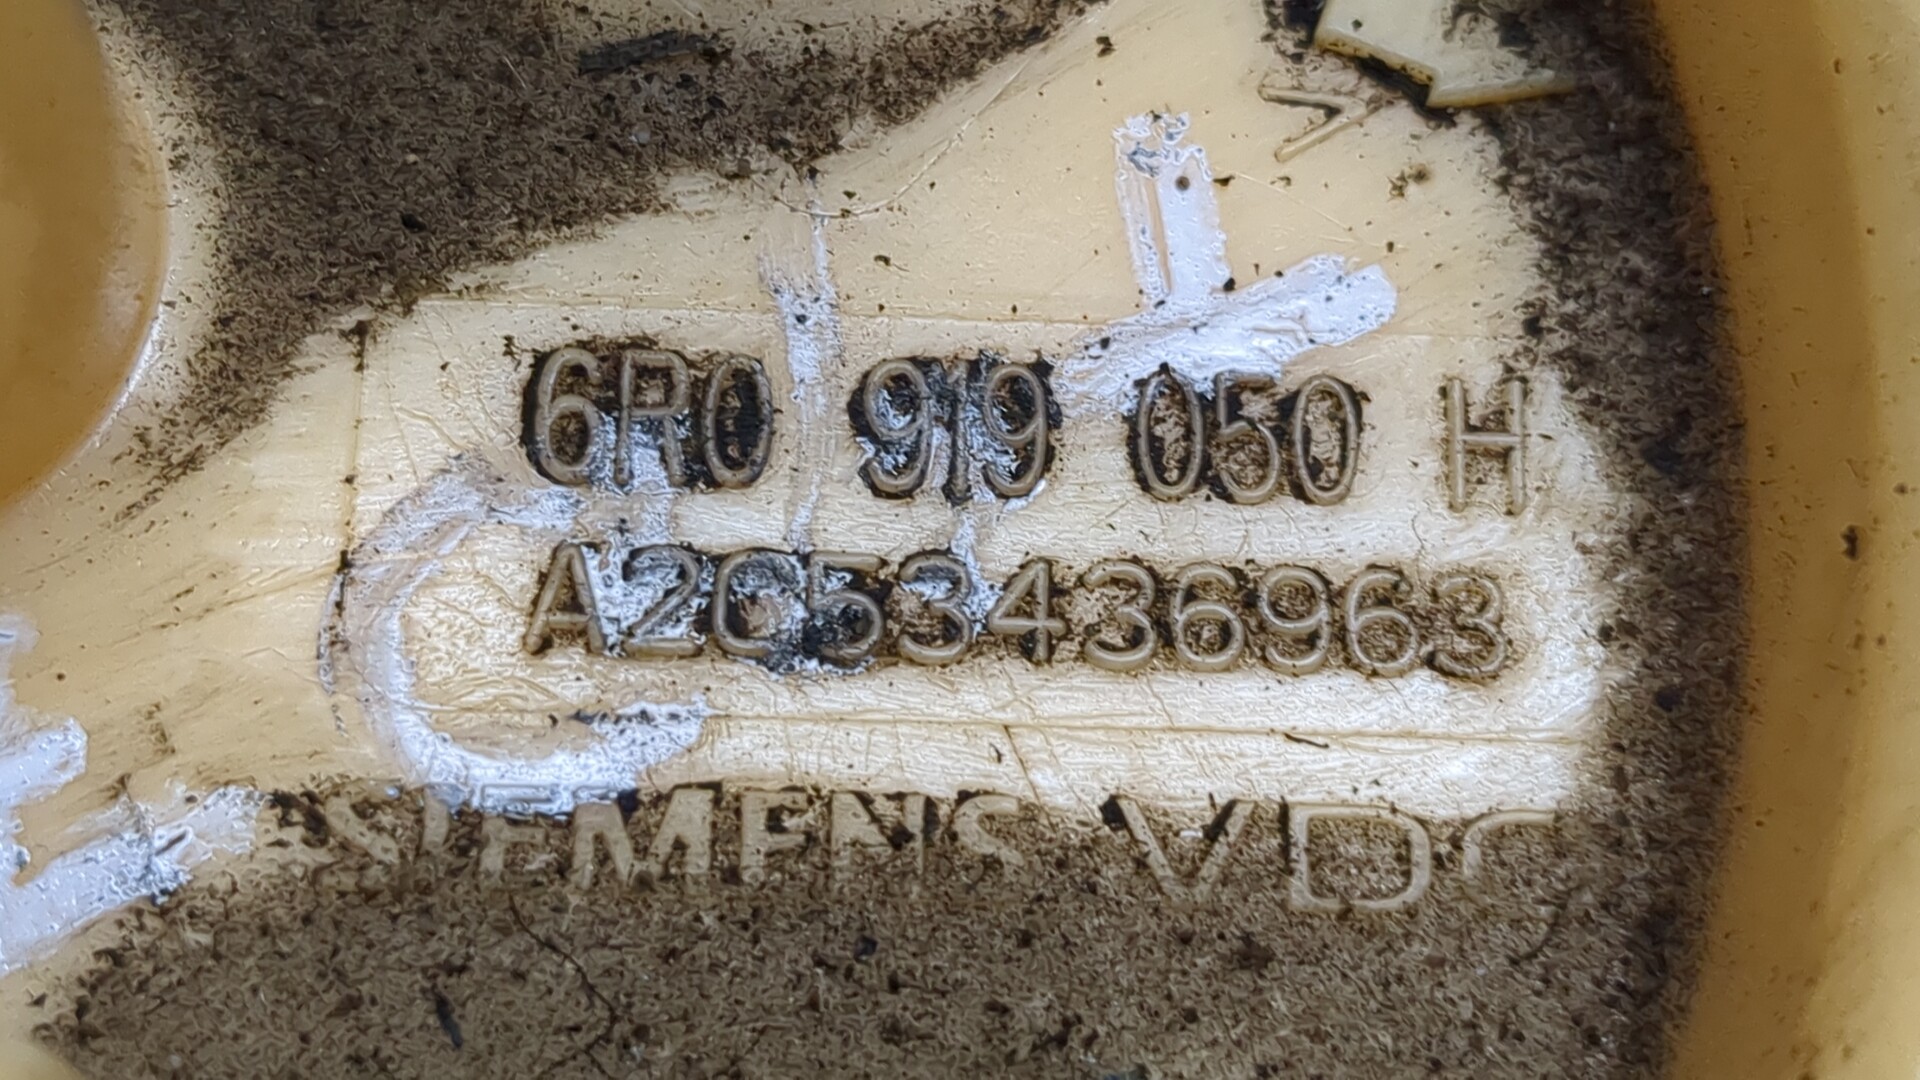 6R0 919 050 H
A2C53436963
SIEMENS VDO